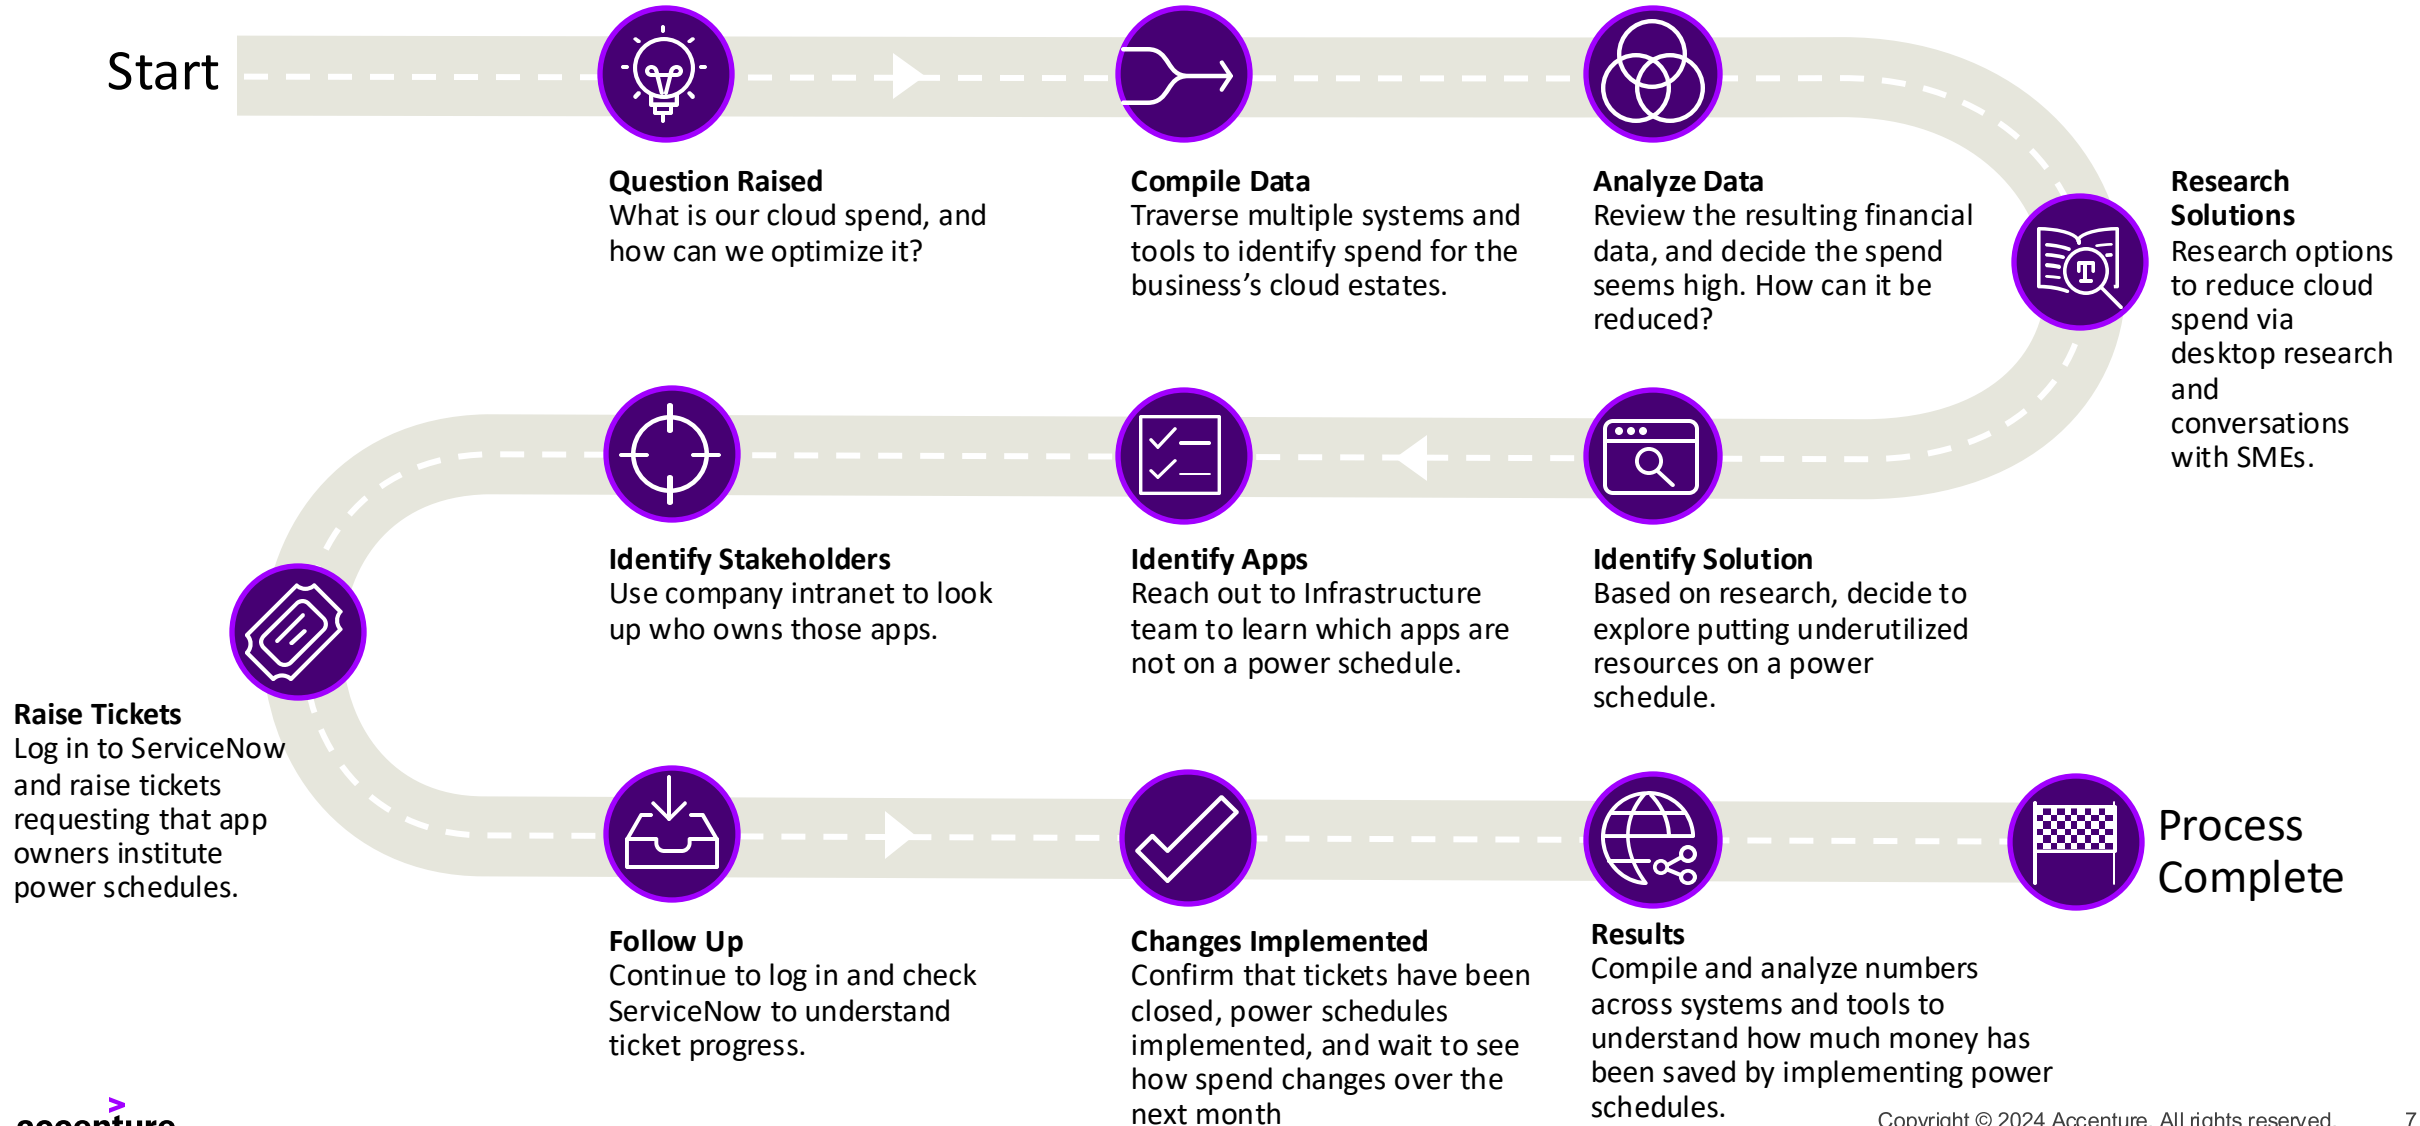 Start
Question Raised
What is our cloud spend, and
how can we optimize it?
Compile Data
Traverse multiple systems and
tools to identify spend for the
business’s cloud estates.
Analyze Data
Review the resulting financial
data, and decide the spend
seems high. How can it be
reduced?
Research
Solutions
Research options
to reduce cloud
spend via
desktop research
and
conversations
with SMEs.
T
Identify Solution
Based on research, decide to
explore putting underutilized
resources on a power
schedule.
Identify Apps
Reach out to Infrastructure
team to learn which apps are
not on a power schedule.
Identify Stakeholders
Use company intranet to look
up who owns those apps.
Raise Tickets
Log in to ServiceNow
and raise tickets
requesting that app
owners institute
power schedules.
Follow Up
Continue to log in and check
ServiceNow to understand
ticket progress.
Changes Implemented
Confirm that tickets have been
closed, power schedules
implemented, and wait to see
how spend changes over the
next month
Results
Compile and analyze numbers
across systems and tools to
understand how much money has
been saved by implementing power
schedules.
Process
Complete
accenture
Copyright © 2024 Accenture. All rights reserved.
7